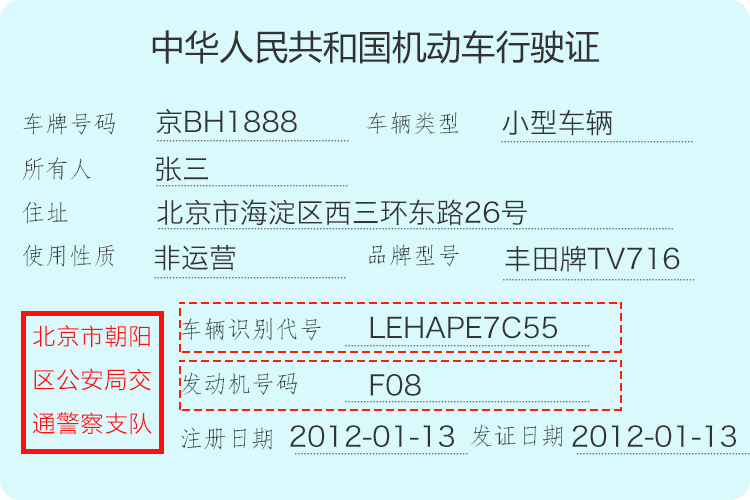 中华人民共和国机动车行驶证
车牌号码 京BH1888 车辆类型 小型车辆
所有人 张三
住址 北京市海淀区西三环东路26号
使用性质 非运营 品牌型号 丰田牌TV716
北京市朝阳
区公安局交
通警察支队
车辆识别代号 LEHAPE7C55
发动机号码 F08
注册日期 2012-01-13 发证日期 2012-01-13